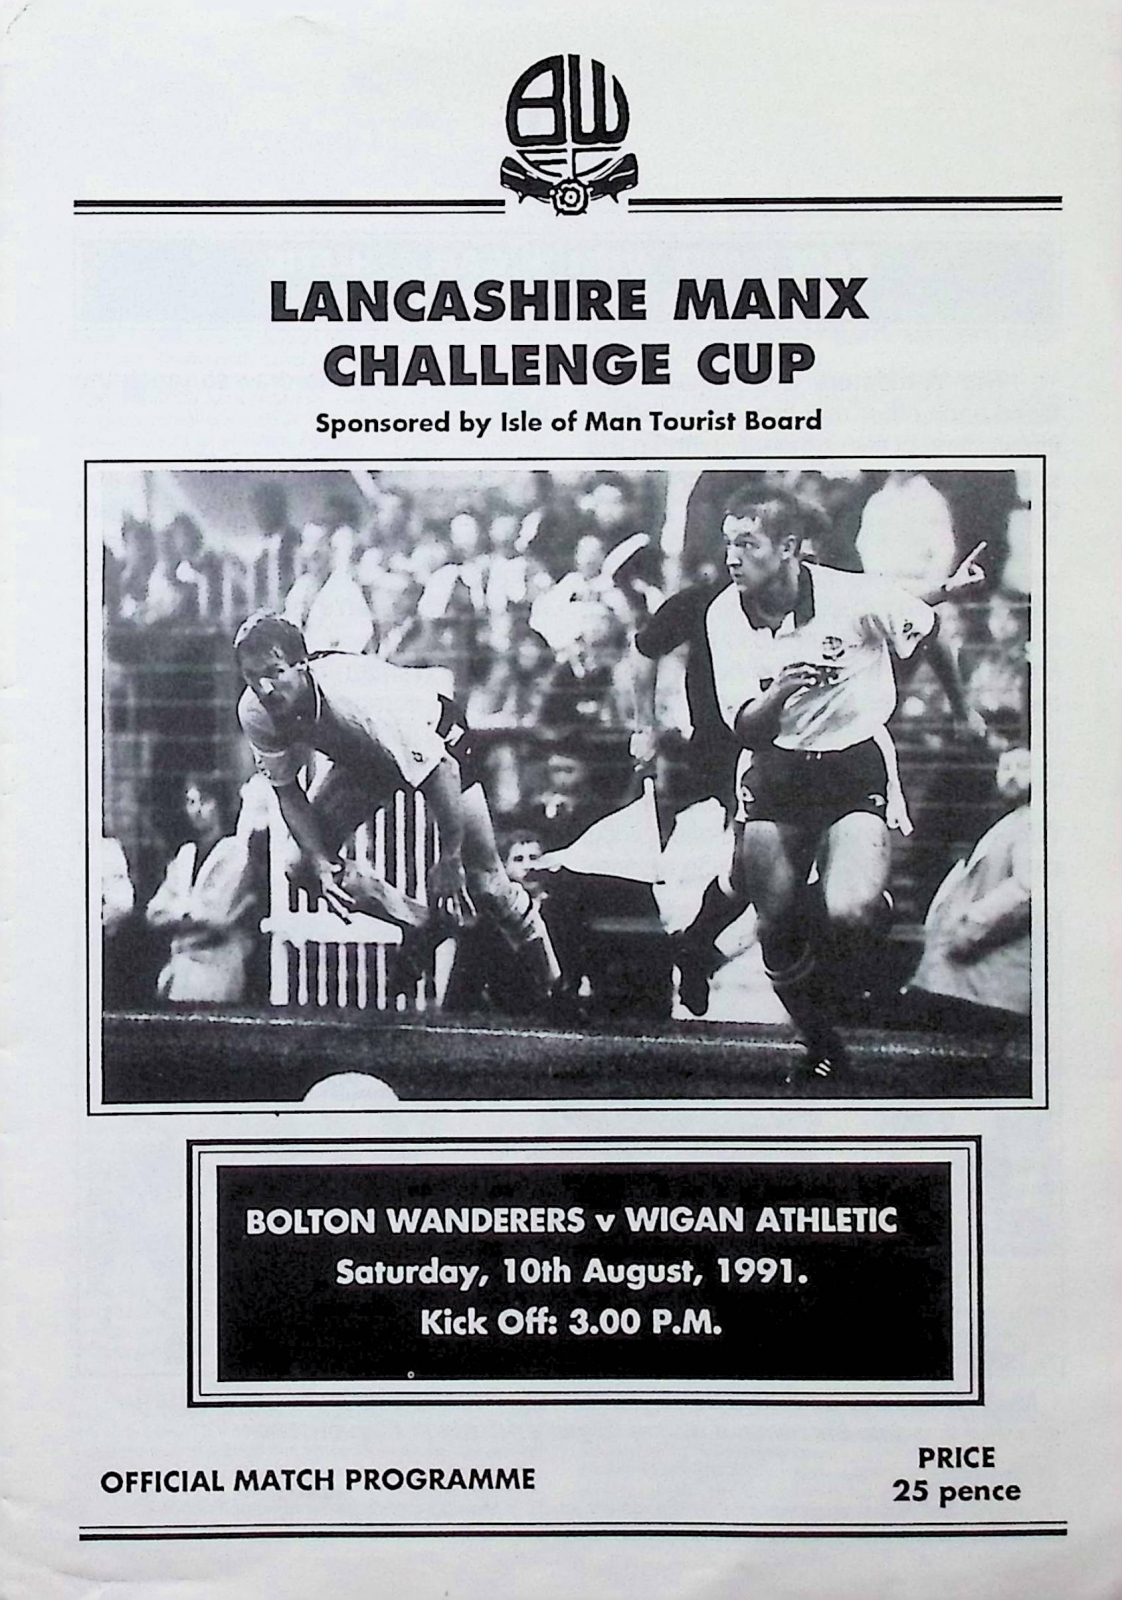 BW
FC
LANCASHIRE MANX
CHALLENGE CUP
Sponsored by Isle of Man Tourist Board
BOLTON WANDERERS v WIGAN ATHLETIC
Saturday, 10th August, 1991.
Kick Off: 3.00 P.M.
OFFICIAL MATCH PROGRAMME
PRICE
25 pence